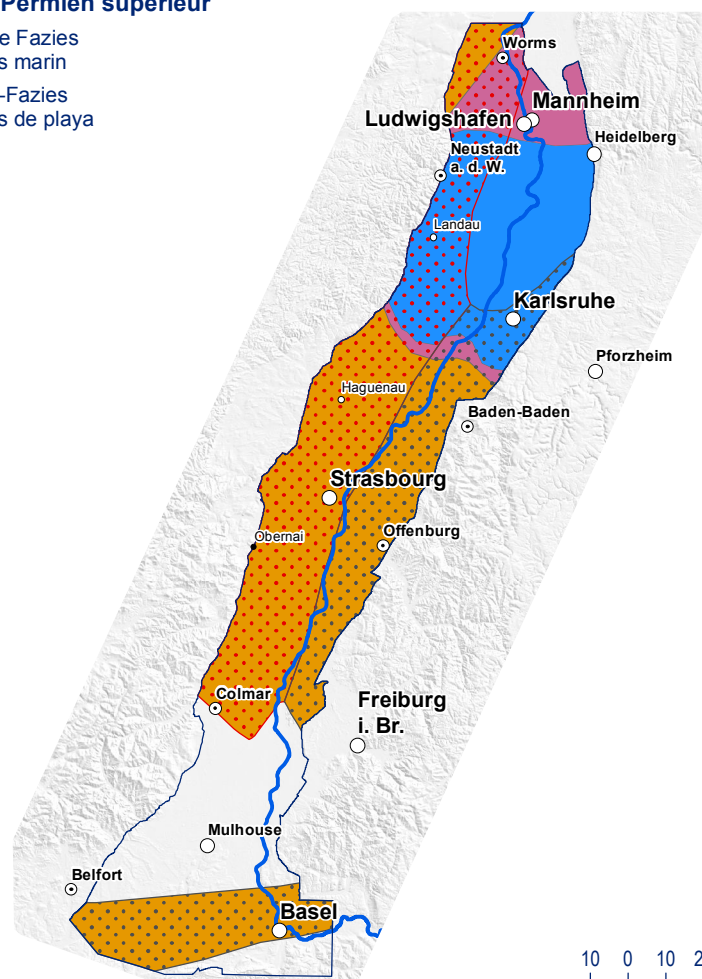 Permien supérieur
e Fazies
s marin
-Fazies
s de playa
Worms
Mannheim
Ludwigshafen
Heidelberg
Neustadt
a. d. W.
Landau
Karlsruhe
Pforzheim
Haguenau
Baden-Baden
Strasbourg
Offenburg
Obernai
Colmar
Freiburg
i. Br.
Mulhouse
Belfort
Basel
10 0 10 2